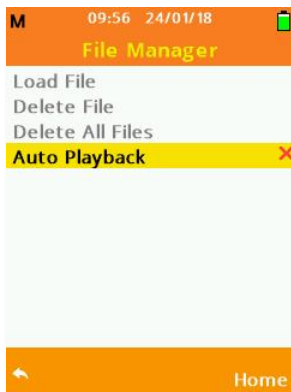 M 09:56 24/01/18
File Manager
Load File
Delete File
Delete All Files
Auto Playback
Home